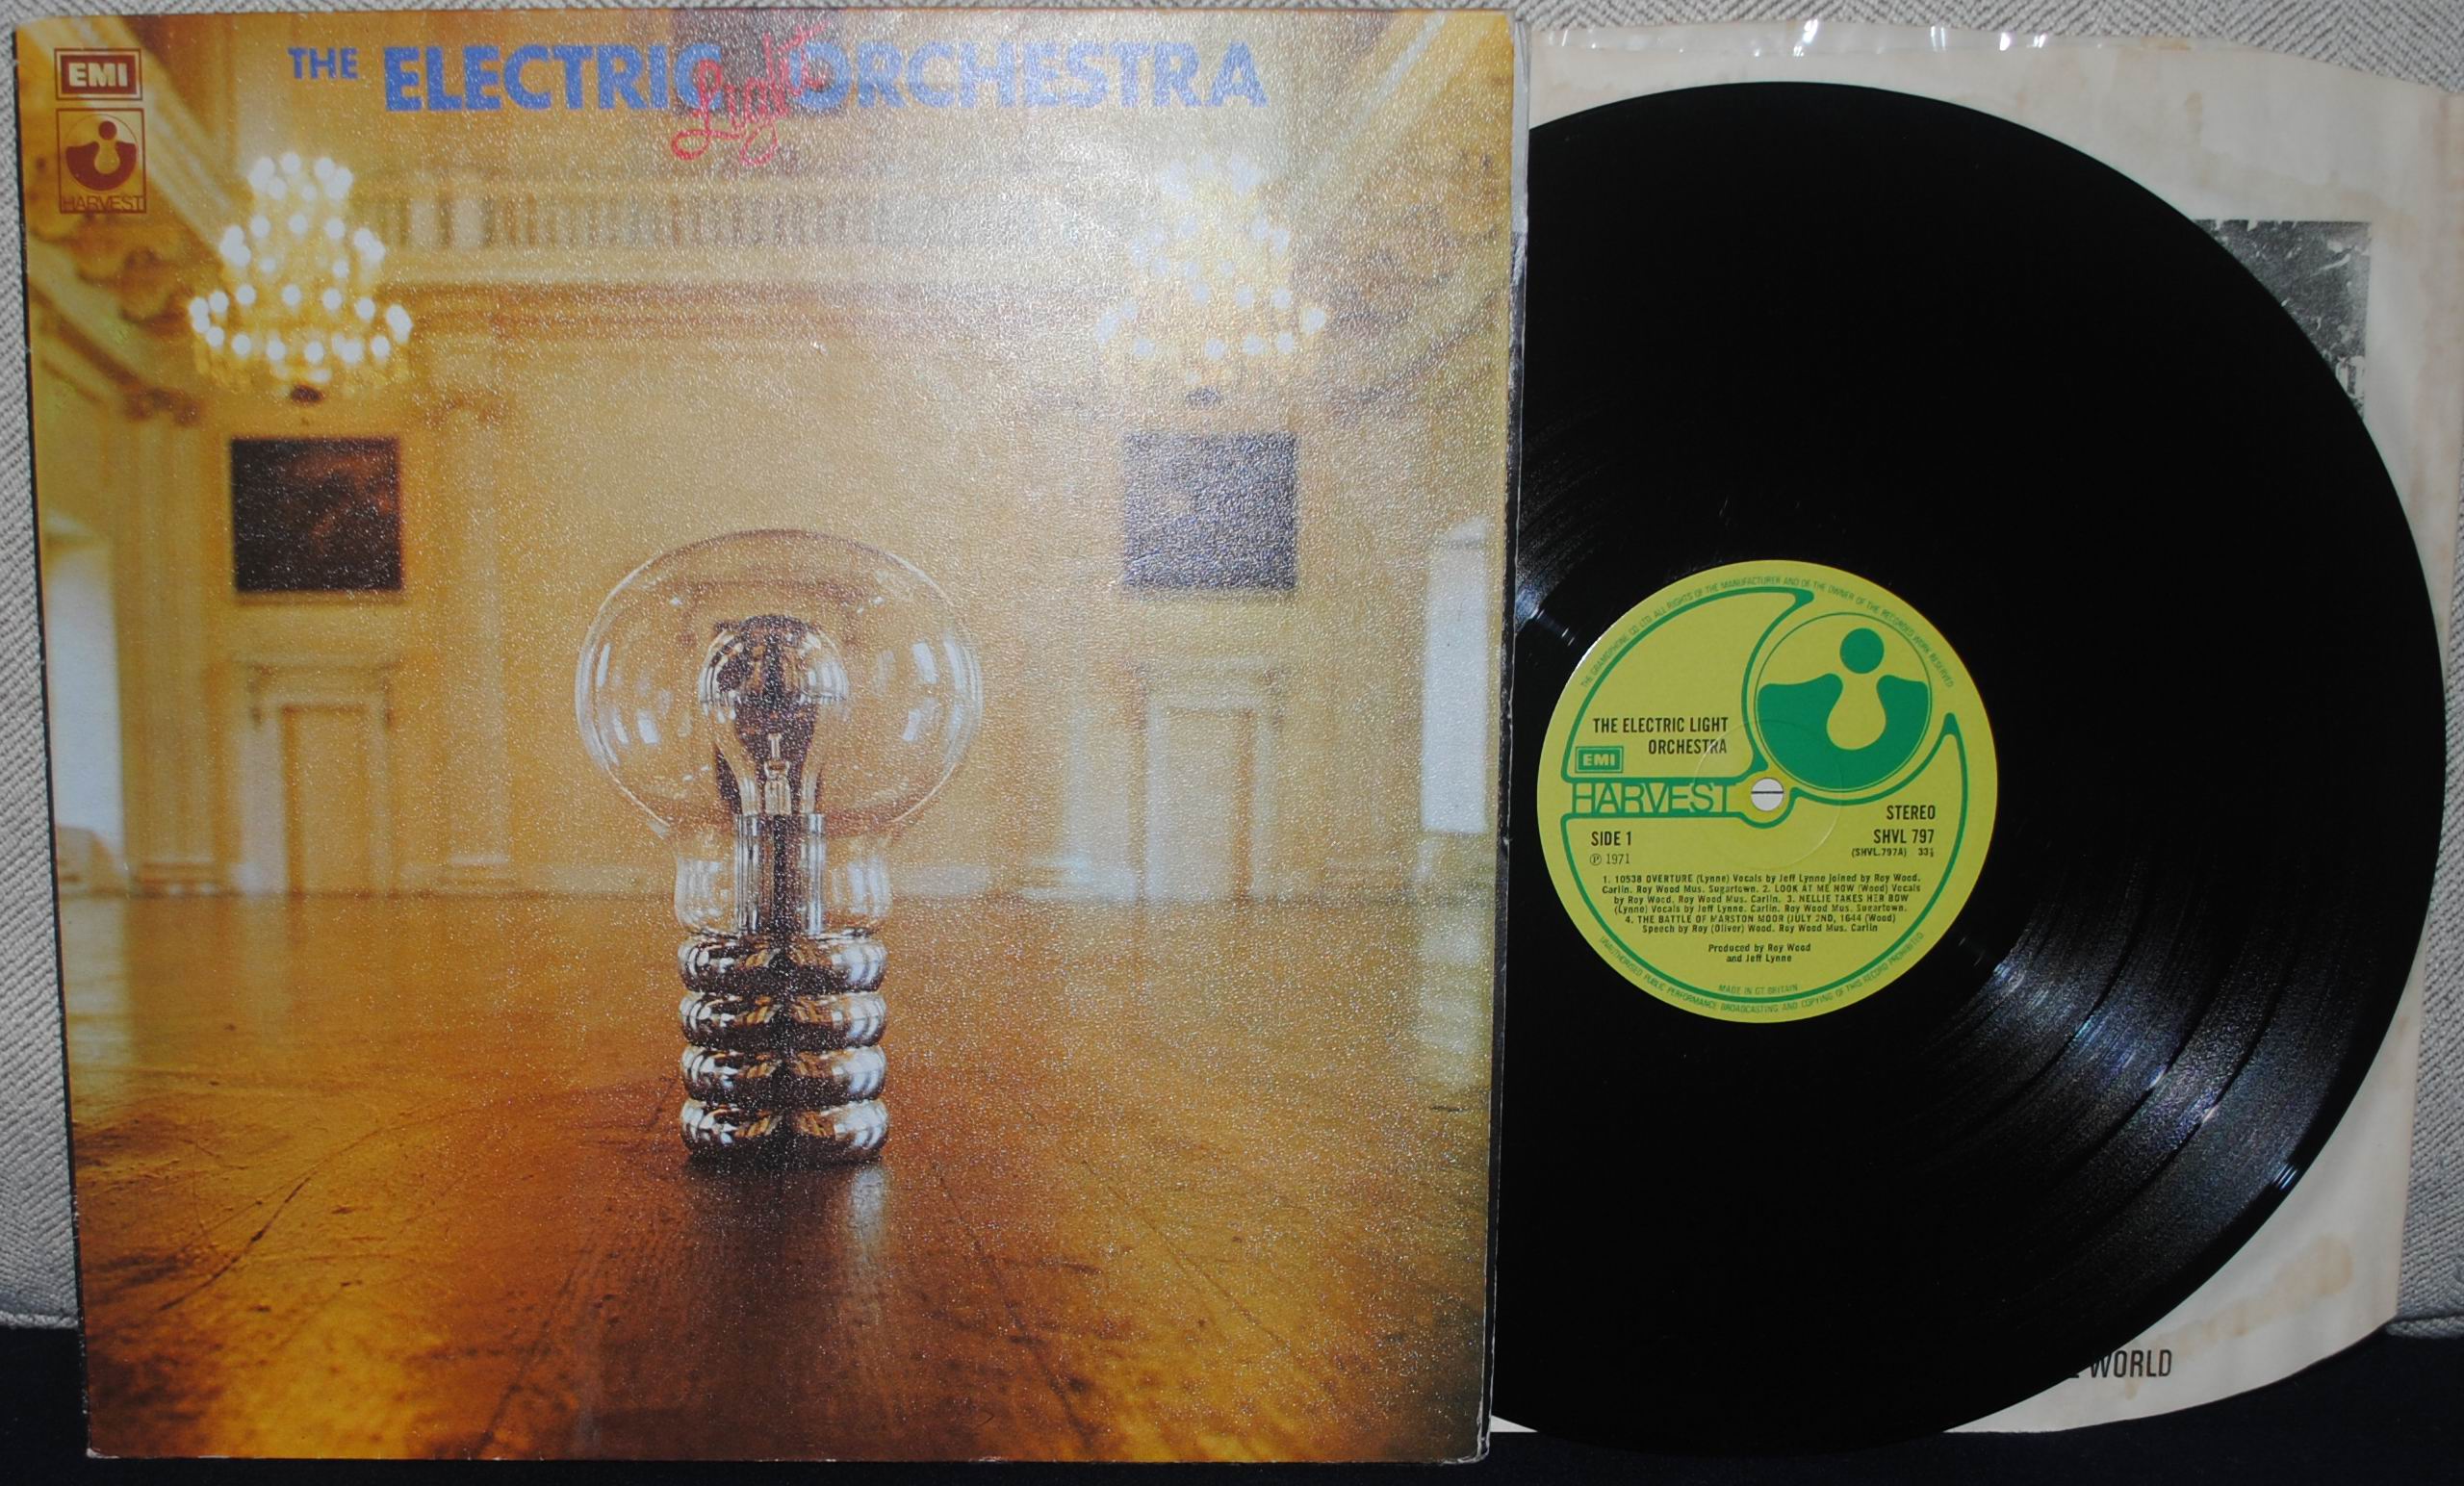 THE ELECTRIC Light ORCHESTRA
EMI
HARVEST
THE GRAMOPHONE CO. LTD. ALL RIGHTS OF THE MANUFACTURER AND OF THE OWNER OF THE RECORDED WORK RESERVED
THE ELECTRIC LIGHT
ORCHESTRA
EMI
HARVEST
STEREO
SIDE 1
SHVL 797
℗ 1971
(SHVL.797A) 33⅓
1. 10538 OVERTURE (Lynne) Vocals by Jeff Lynne joined by Roy Wood.
Carlin. Roy Wood Mus. Sugartown. 2. LOOK AT ME NOW (Wood) Vocals
by Roy Wood. Roy Wood Mus. Carlin. 3. NELLIE TAKES HER BOW
(Lynne) Vocals by Jeff Lynne. Carlin. Roy Wood Mus. Sugartown.
4. THE BATTLE OF MARSTON MOOR (JULY 2ND, 1644 (Wood)
Speech by Roy (Oliver) Wood. Roy Wood Mus. Carlin
Produced by Roy Wood
and Jeff Lynne
MADE IN GT. BRITAIN
UNAUTHORISED PUBLIC PERFORMANCE BROADCASTING AND COPYING OF THIS RECORD PROHIBITED
WORLD